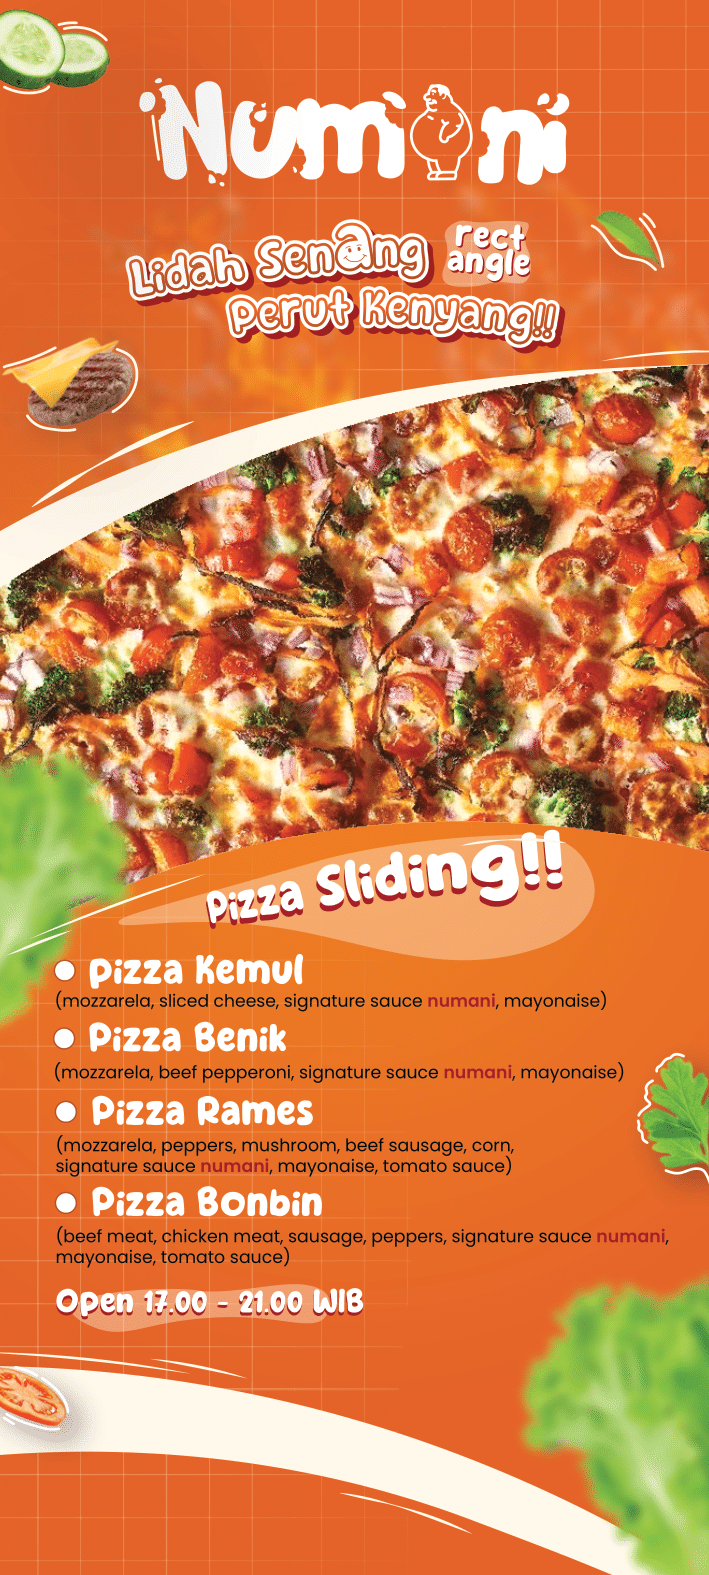 Numani
Lidah Senang
rect
angle
Perut Kenyang!!
Pizza Sliding!!
Pizza Kemul
(mozzarela, sliced cheese, signature sauce numani, mayonaise)
Pizza Benik
(mozzarela, beef pepperoni, signature sauce numani, mayonaise)
Pizza Rames
(mozzarela, peppers, mushroom, beef sausage, corn,
signature sauce numani, mayonaise, tomato sauce)
Pizza Bonbin
(beef meat, chicken meat, sausage, peppers, signature sauce numani,
mayonaise, tomato sauce)
Open 17.00 - 21.00 WIB